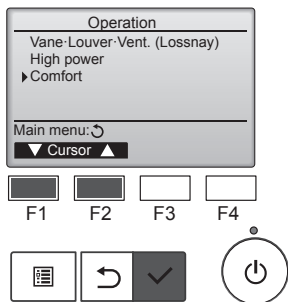 Operation
Vane·Louver·Vent. (Lossnay)
High power
Comfort
Main menu:
Cursor
F1 F2 F3 F4